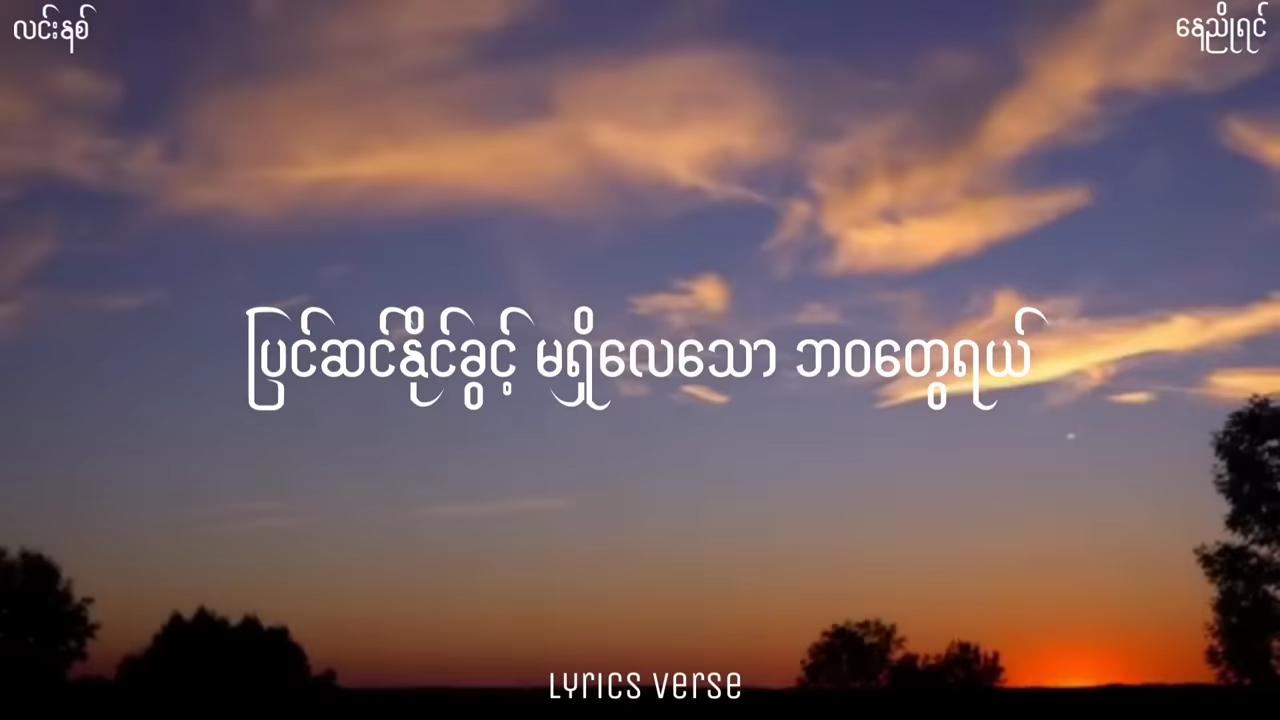 လင်းနစ်
နေညိုရင်
ပြင်ဆင်နိုင်ခွင့် မရှိလေသော ဘဝတွေရယ်
Lyrics Verse